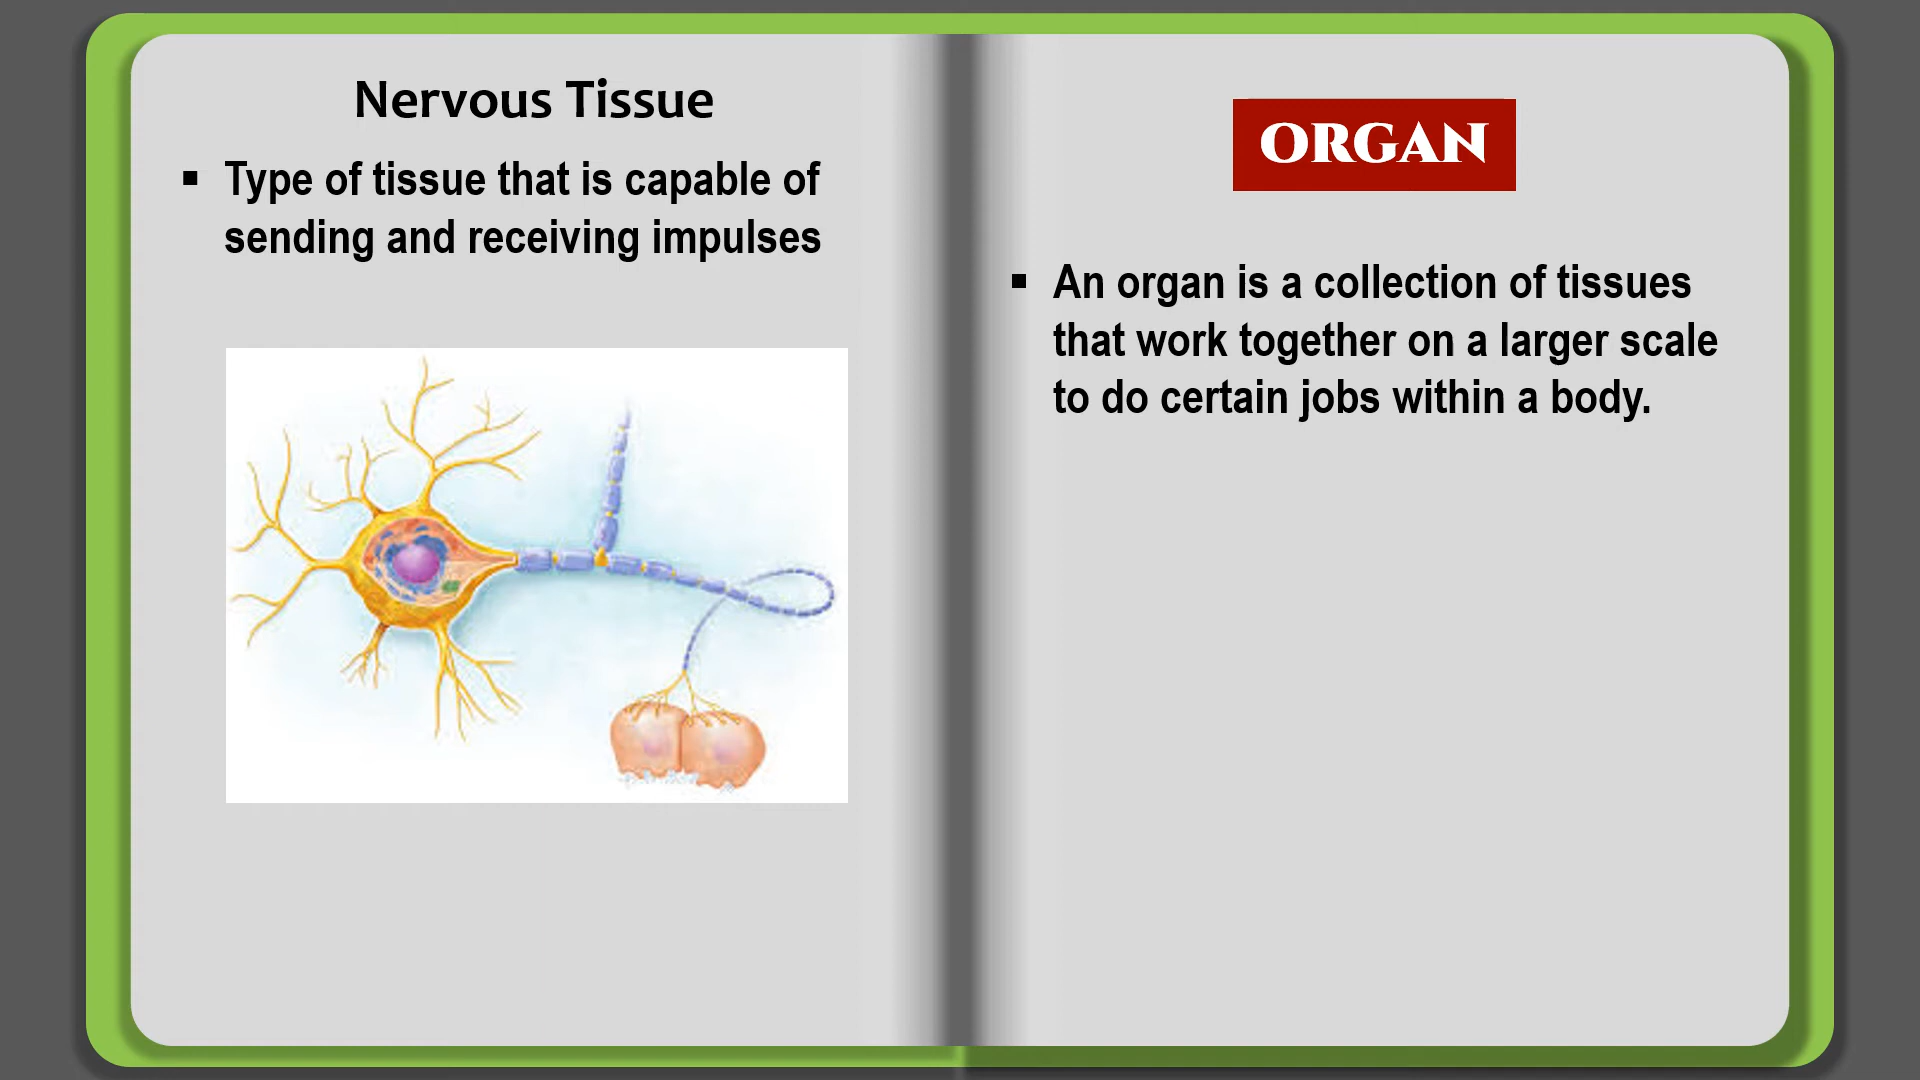 Nervous Tissue
▪ Type of tissue that is capable of
sending and receiving impulses
ORGAN
▪ An organ is a collection of tissues
that work together on a larger scale
to do certain jobs within a body.